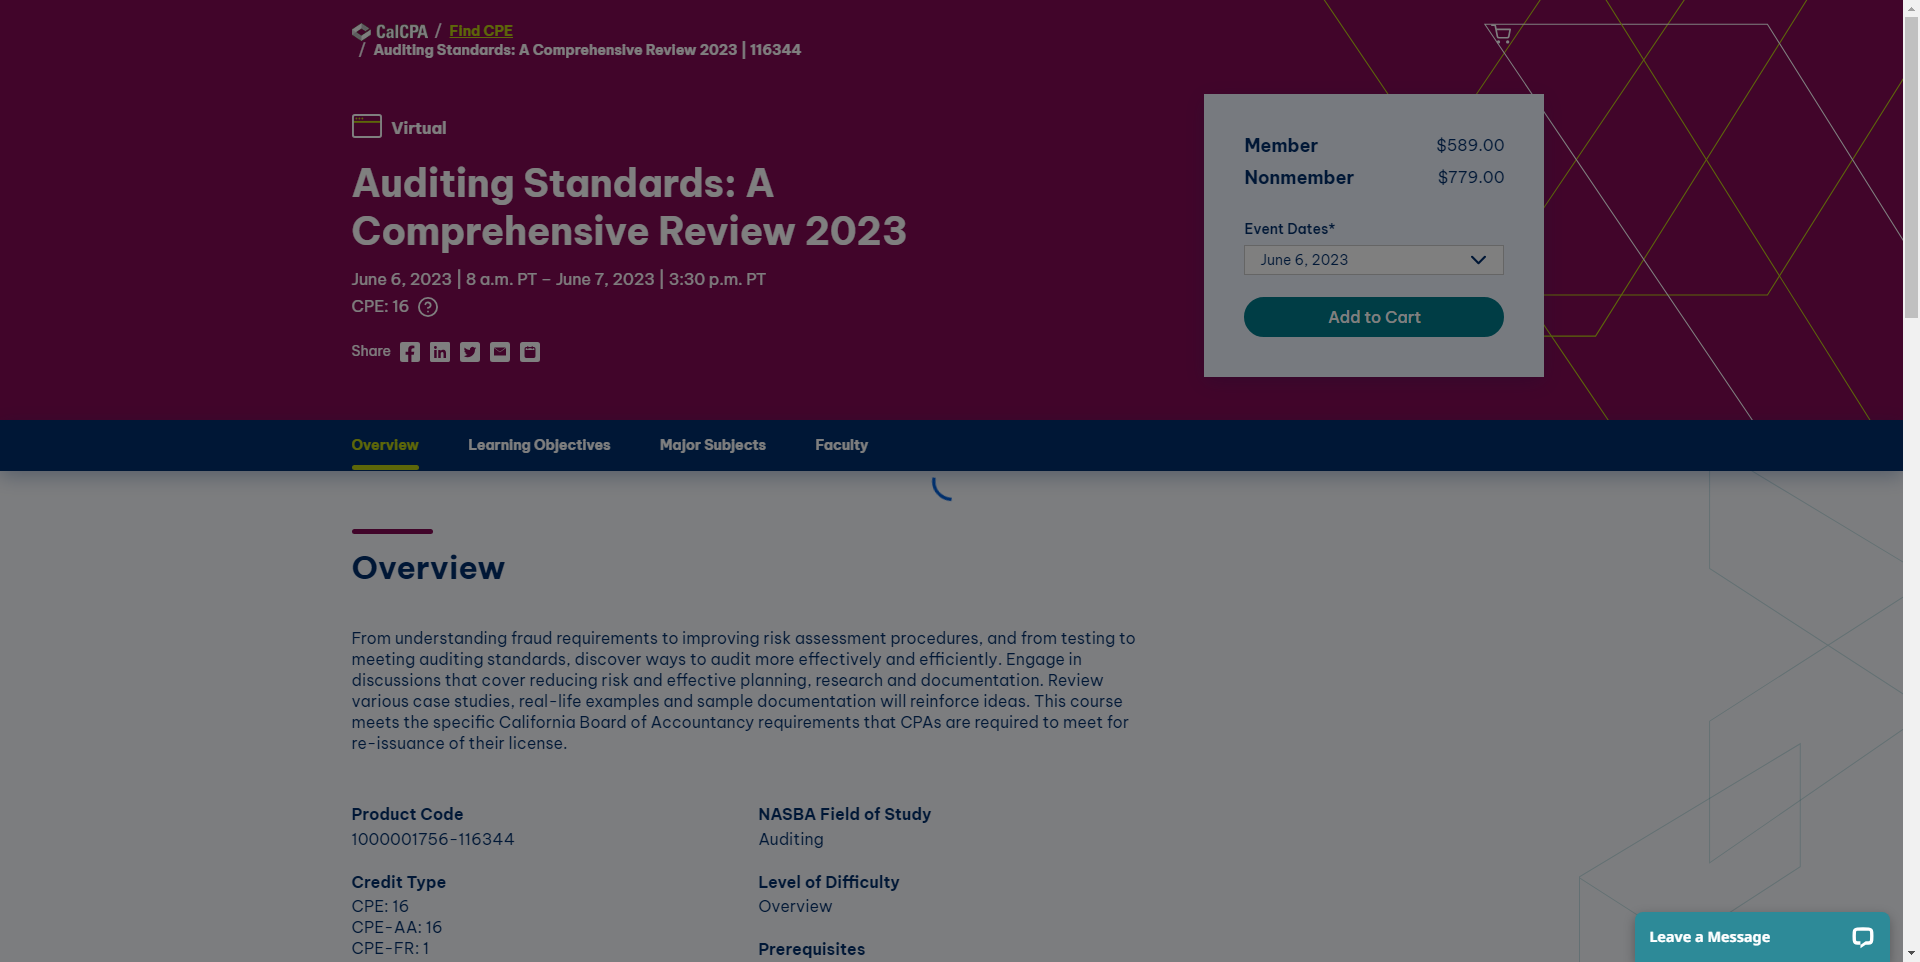 CalCPA / Find CPE
/ Auditing Standards: A Comprehensive Review 2023 | 116344
Virtual
Auditing Standards: A
Comprehensive Review 2023
June 6, 2023 | 8 a.m. PT – June 7, 2023 | 3:30 p.m. PT
CPE: 16 ?
Share
Member $589.00
Nonmember $779.00
Event Dates*
June 6, 2023
Add to Cart
Overview Learning Objectives Major Subjects Faculty
Overview
From understanding fraud requirements to improving risk assessment procedures, and from testing to
meeting auditing standards, discover ways to audit more effectively and efficiently. Engage in
discussions that cover reducing risk and effective planning, research and documentation. Review
various case studies, real-life examples and sample documentation will reinforce ideas. This course
meets the specific California Board of Accountancy requirements that CPAs are required to meet for
re-issuance of their license.
Product Code
1000001756-116344
Credit Type
CPE: 16
CPE-AA: 16
CPE-FR: 1
NASBA Field of Study
Auditing
Level of Difficulty
Overview
Prerequisites
Leave a Message